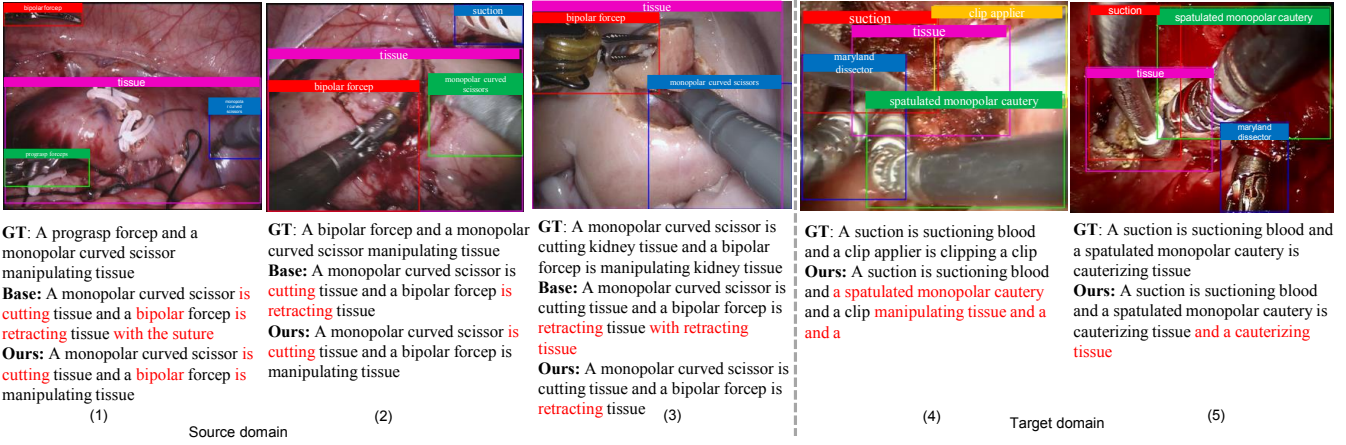 bipolar forcep
tissue
monopola
r curved
scissors
prograsp forceps
GT: A prograsp forcep and a
monopolar curved scissor
manipulating tissue
Base: A monopolar curved scissor is
cutting tissue and a bipolar forcep is
retracting tissue with the suture
Ours: A monopolar curved scissor is
cutting tissue and a bipolar forcep is
manipulating tissue
(1)
suction
tissue
bipolar forcep
monopolar curved
scissors
GT: A bipolar forcep and a monopolar
curved scissor manipulating tissue
Base: A monopolar curved scissor is
cutting tissue and a bipolar forcep is
retracting tissue
Ours: A monopolar curved scissor is
cutting tissue and a bipolar forcep is
manipulating tissue
(2)
tissue
bipolar forcep
monopolar curved scissors
GT: A monopolar curved scissor is
cutting kidney tissue and a bipolar
forcep is manipulating kidney tissue
Base: A monopolar curved scissor is
cutting tissue and a bipolar forcep is
retracting tissue with retracting
tissue
Ours: A monopolar curved scissor is
cutting tissue and a bipolar forcep is
retracting tissue
(3)
Source domain
suction
clip applier
tissue
maryland
dissector
spatulated monopolar cautery
GT: A suction is suctioning blood
and a clip applier is clipping a clip
Ours: A suction is suctioning blood
and a spatulated monopolar cautery
and a clip manipulating tissue and a
and a
(4)
suction
spatulated monopolar cautery
tissue
maryland
dissector
GT: A suction is suctioning blood and
a spatulated monopolar cautery is
cauterizing tissue
Ours: A suction is suctioning blood
and a spatulated monopolar cautery is
cauterizing tissue and a cauterizing
tissue
(5)
Target domain